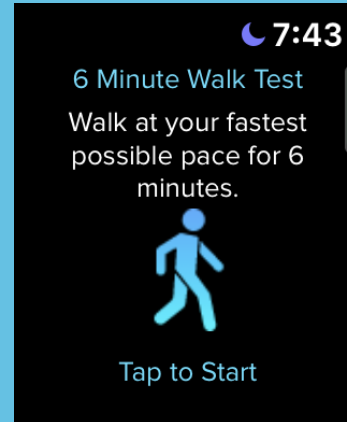 7:43
6 Minute Walk Test
Walk at your fastest
possible pace for 6
minutes.
Tap to Start